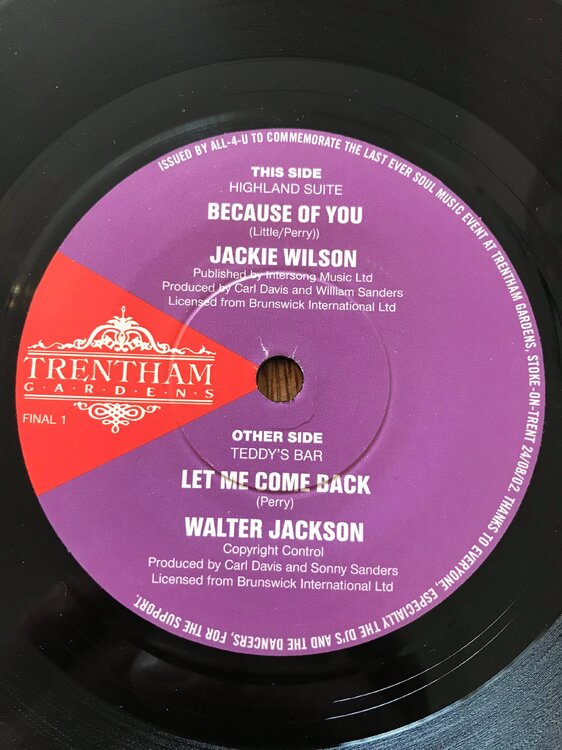 ISSUED BY ALL-4-U TO COMMEMORATE THE LAST EVER SOUL MUSIC EVENT AT TRENTHAM GARDENS, STOKE-ON-TRENT 24/08/02. THANKS TO EVERYONE, ESPECIALLY THE DJ'S AND THE DANCERS, FOR THE SUPPORT.
THIS SIDE
HIGHLAND SUITE
BECAUSE OF YOU
(Little/Perry))
JACKIE WILSON
Published by Intersong Music Ltd
Produced by Carl Davis and William Sanders
Licensed from Brunswick International Ltd
TRENTHAM
G·A·R·D·E·N·S
FINAL 1
OTHER SIDE
TEDDY'S BAR
LET ME COME BACK
(Perry)
WALTER JACKSON
Copyright Control
Produced by Carl Davis and Sonny Sanders
Licensed from Brunswick International Ltd